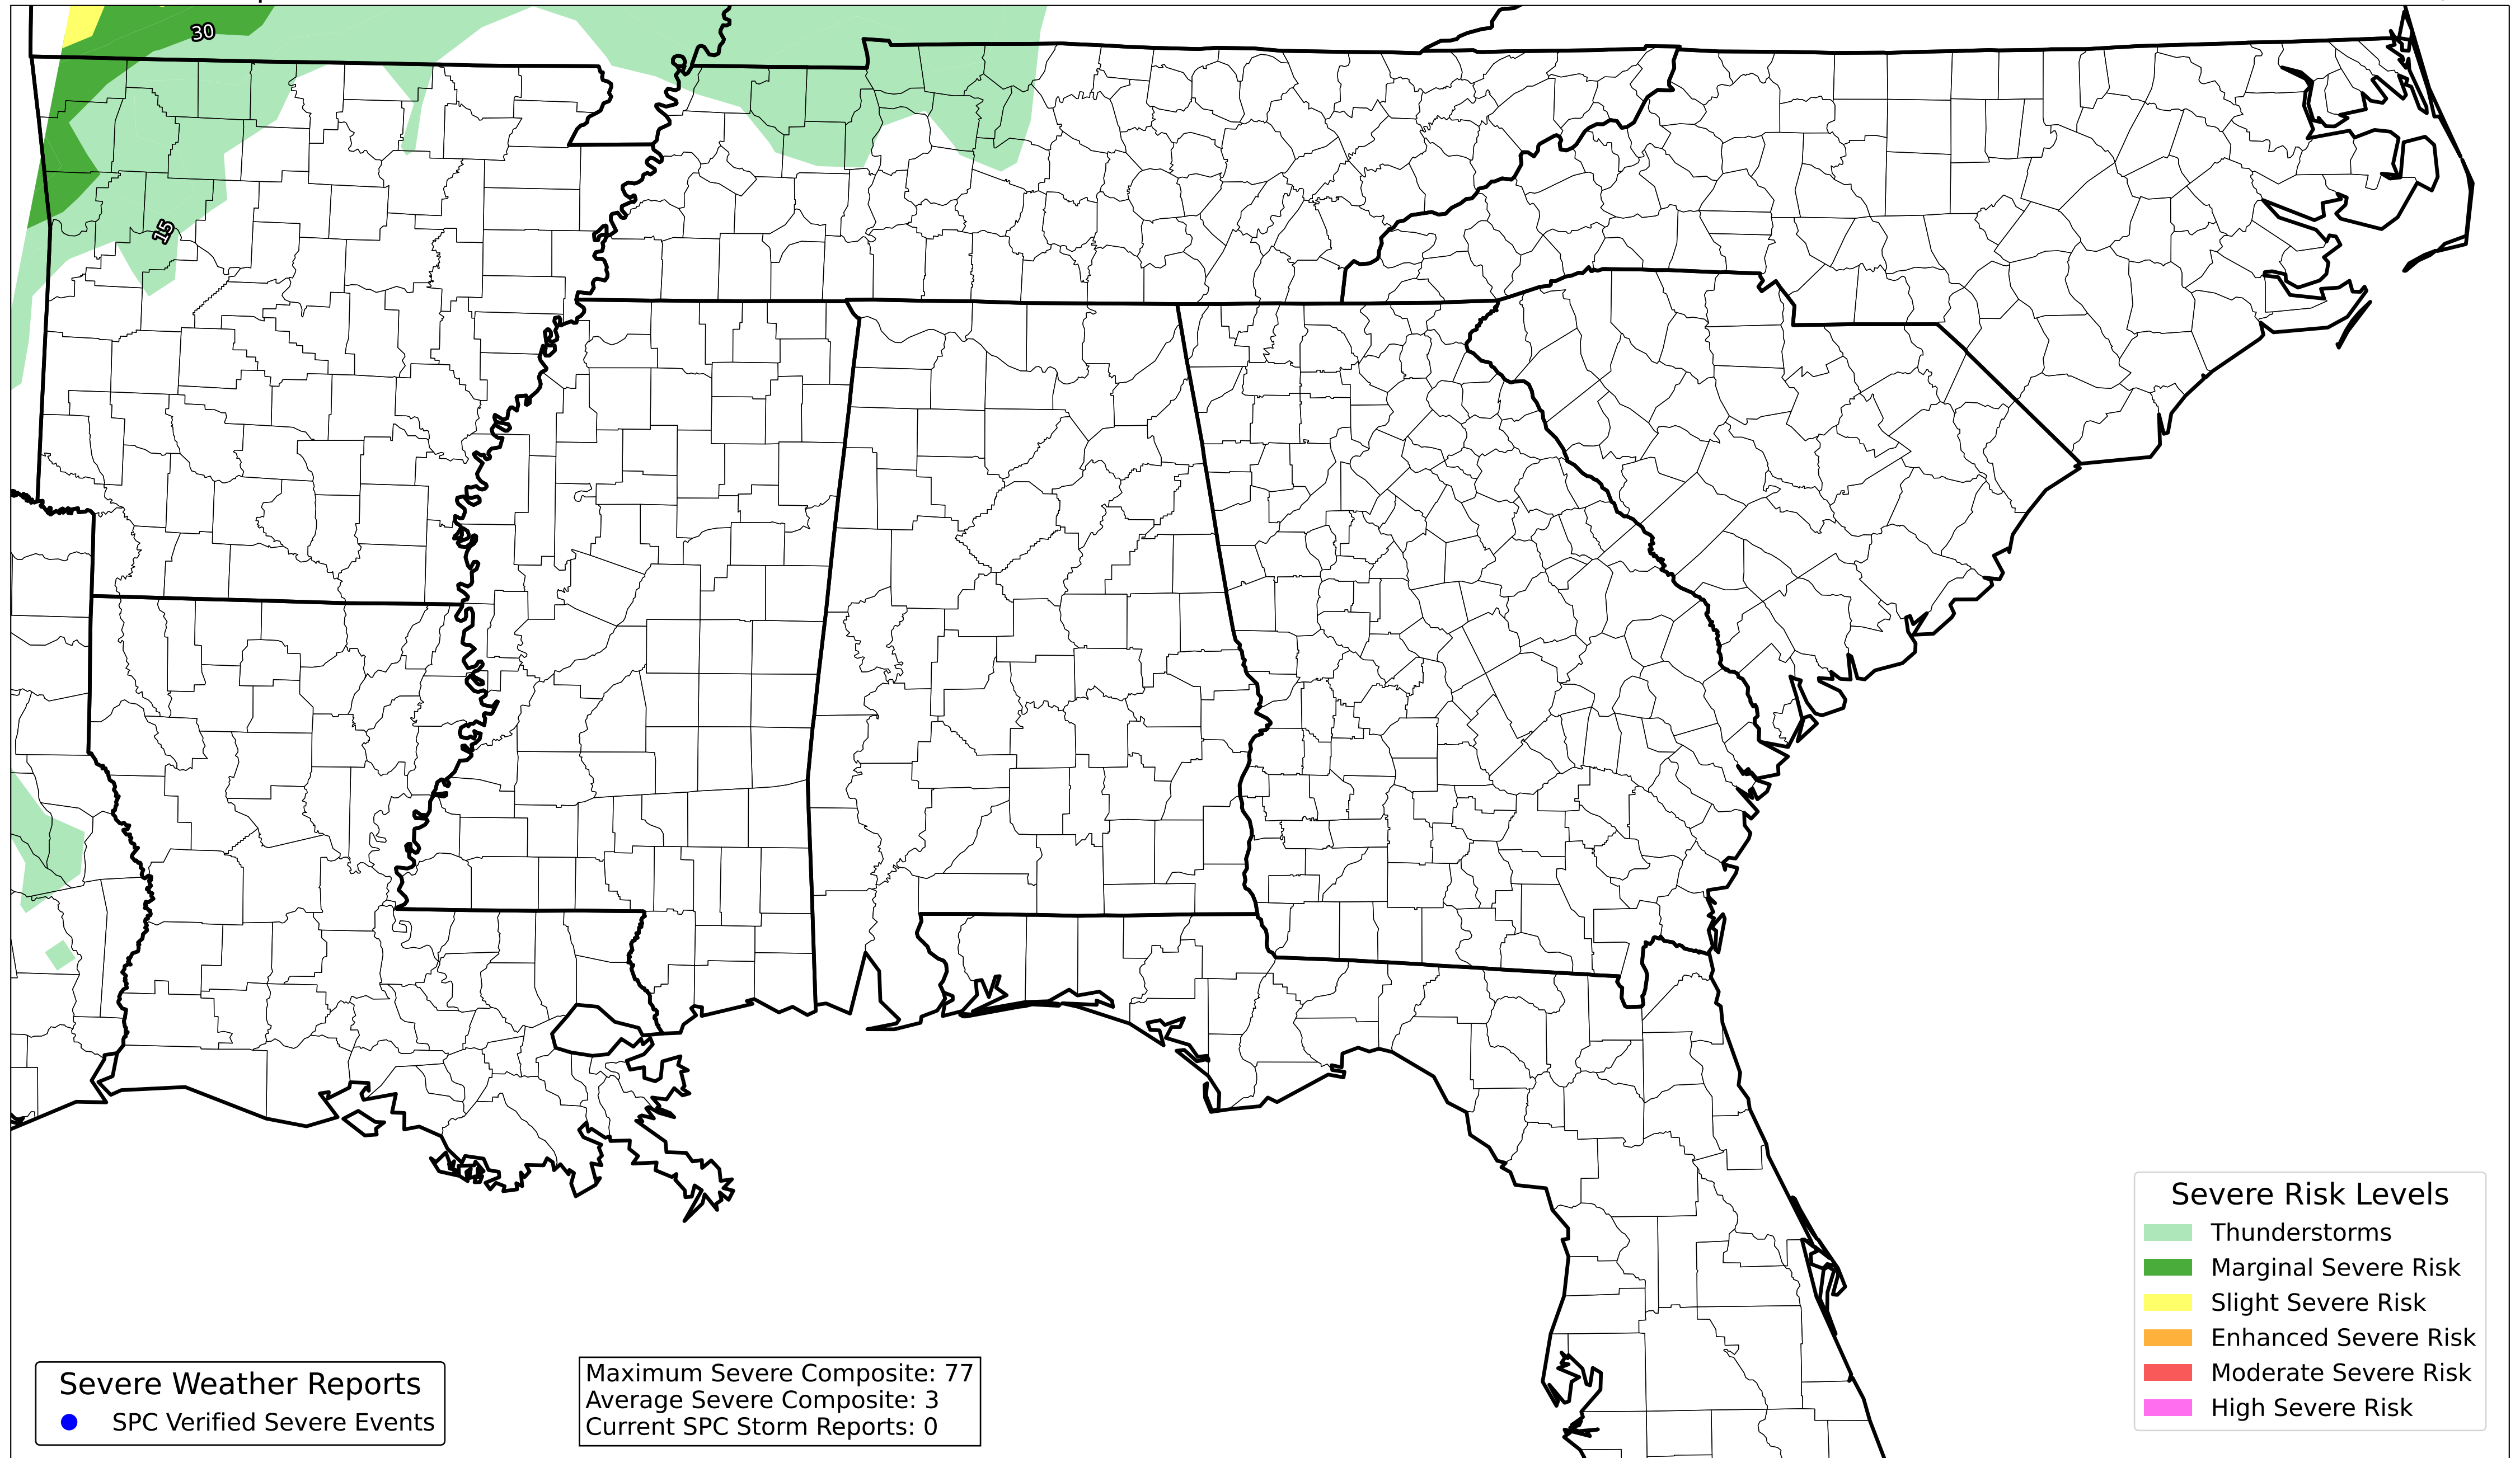 30
15
Severe Risk Levels
Thunderstorms
Marginal Severe Risk
Slight Severe Risk
Enhanced Severe Risk
Moderate Severe Risk
High Severe Risk
Severe Weather Reports
SPC Verified Severe Events
Maximum Severe Composite: 77
Average Severe Composite: 3
Current SPC Storm Reports: 0